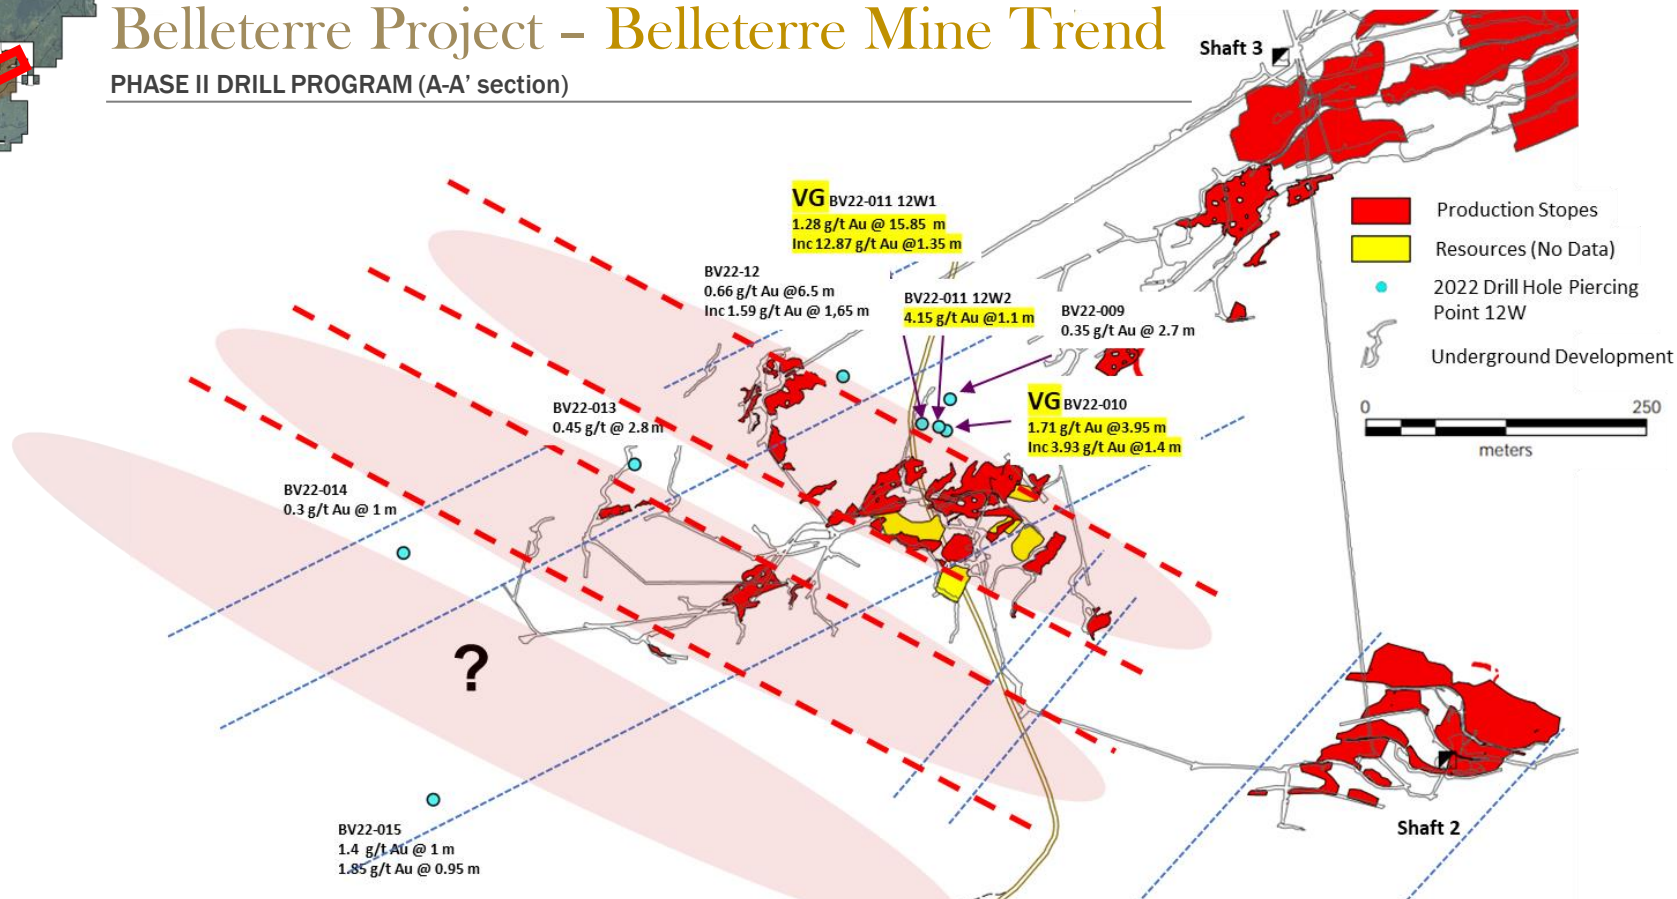 Belleterre Project – Belleterre Mine Trend
PHASE II DRILL PROGRAM (A-A’ section)
Shaft 3
VG BV22-011 12W1
1.28 g/t Au @ 15.85 m
Inc 12.87 g/t Au @1.35 m
BV22-12
0.66 g/t Au @6.5 m
Inc 1.59 g/t Au @ 1,65 m
BV22-011 12W2
4.15 g/t Au @1.1 m
BV22-009
0.35 g/t Au @ 2.7 m
VG BV22-010
1.71 g/t Au @3.95 m
Inc 3.93 g/t Au @1.4 m
BV22-013
0.45 g/t @ 2.8 m
BV22-014
0.3 g/t Au @ 1 m
?
BV22-015
1.4 g/t Au @ 1 m
1.85 g/t Au @ 0.95 m
Production Stopes
Resources (No Data)
2022 Drill Hole Piercing
Point 12W
Underground Development
0 250
meters
Shaft 2